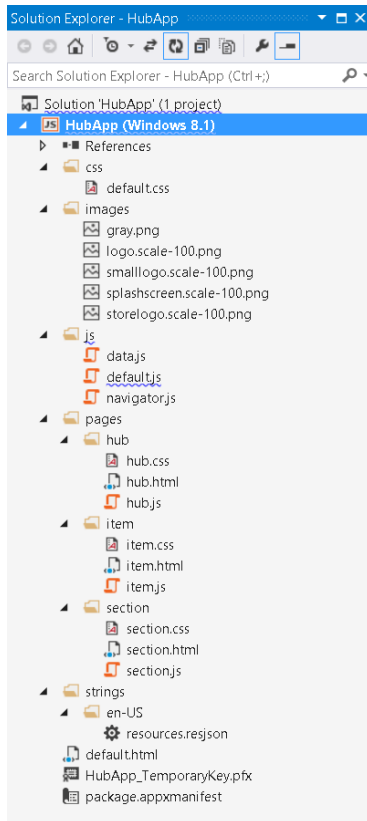 Solution Explorer - HubApp
Search Solution Explorer - HubApp (Ctrl+;)
Solution 'HubApp' (1 project)
JS HubApp (Windows 8.1)
References
css
default.css
images
gray.png
logo.scale-100.png
smalllogo.scale-100.png
splashscreen.scale-100.png
storelogo.scale-100.png
js
data.js
default.js
navigator.js
pages
hub
hub.css
hub.html
hub.js
item
item.css
item.html
item.js
section
section.css
section.html
section.js
strings
en-US
resources.resjson
default.html
HubApp_TemporaryKey.pfx
package.appxmanifest